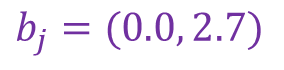 b_j = (0.0, 2.7)